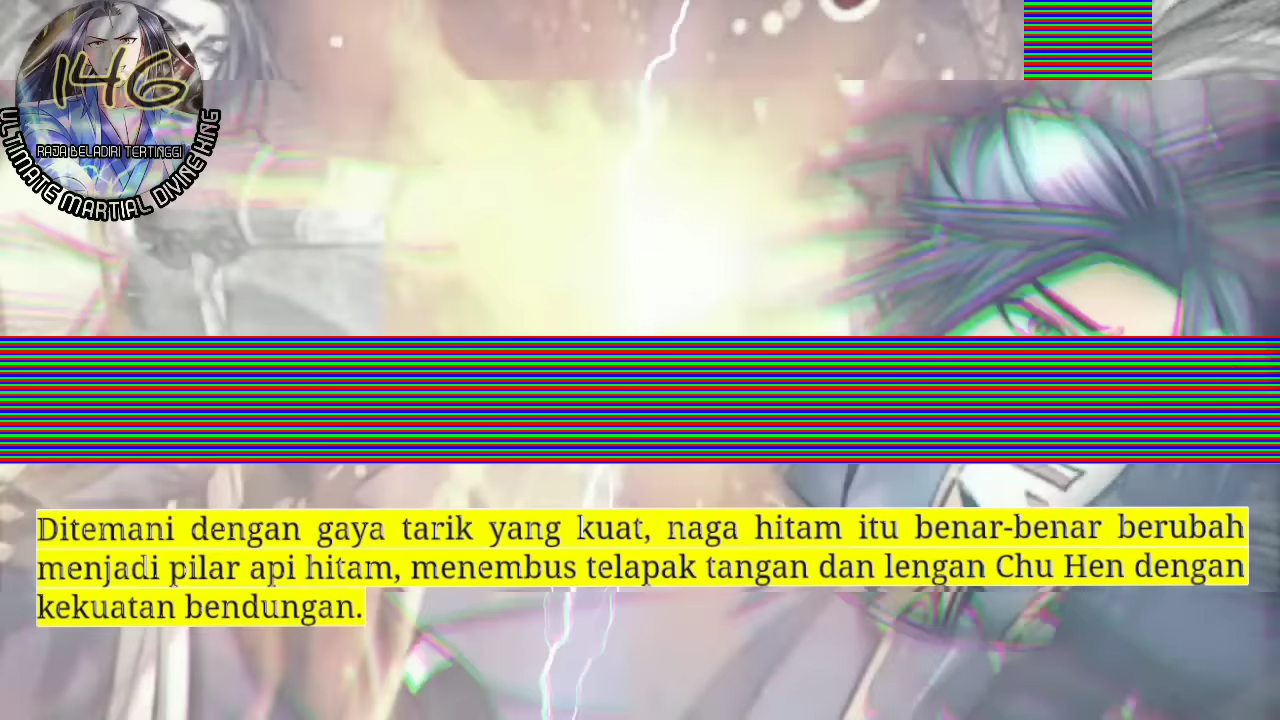 146
RAJA BELADIRI TERTINGGI
ULTIMATE MARTIAL DIVINE KING
Ditemani dengan gaya tarik yang kuat, naga hitam itu benar-benar berubah
menjadi pilar api hitam, menembus telapak tangan dan lengan Chu Hen dengan
kekuatan bendungan.